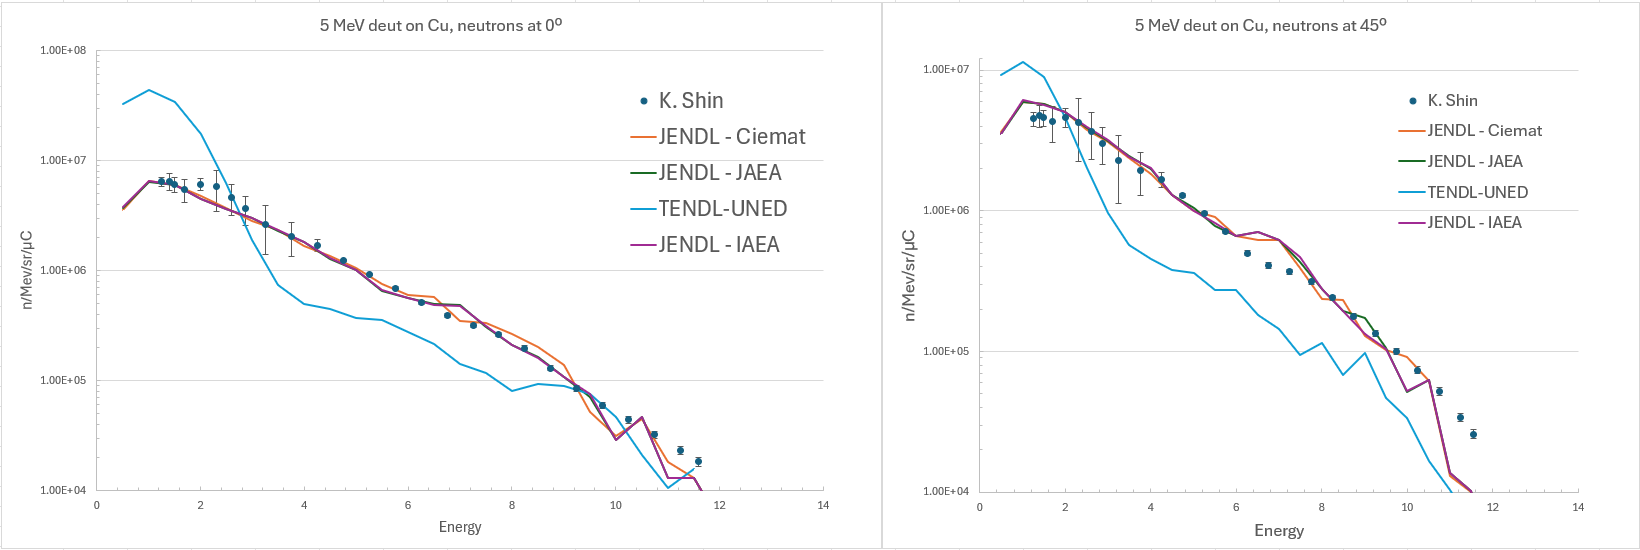 5 MeV deut on Cu, neutrons at 0º
1.00E+08
1.00E+07
1.00E+06
1.00E+05
1.00E+04
n/Mev/sr/µC
0 2 4 6 8 10 12 14
Energy
K. Shin
JENDL - Ciemat
JENDL - JAEA
TENDL-UNED
JENDL - IAEA
5 MeV deut on Cu, neutrons at 45º
1.00E+07
1.00E+06
1.00E+05
1.00E+04
n/Mev/sr/µC
0 2 4 6 8 10 12 14
Energy
K. Shin
JENDL - Ciemat
JENDL - JAEA
TENDL-UNED
JENDL - IAEA